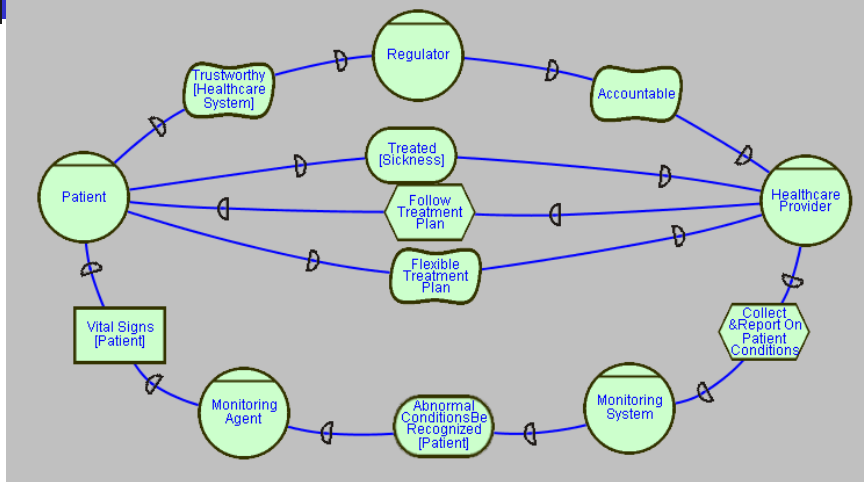 Regulator
Trustworthy
[Healthcare
System]
Accountable
Treated
[Sickness]
Patient
Follow
Treatment
Plan
Healthcare
Provider
Flexible
Treatment
Plan
Vital Signs
[Patient]
Collect
&Report On
Patient
Conditions
Monitoring
Agent
Abnormal
ConditionsBe
Recognized
[Patient]
Monitoring
System